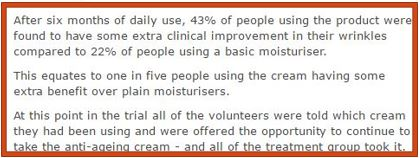 After six months of daily use, 43% of people using the product were
found to have some extra clinical improvement in their wrinkles
compared to 22% of people using a basic moisturiser.
This equates to one in five people using the cream having some
extra benefit over plain moisturisers.
At this point in the trial all of the volunteers were told which cream
they had been using and were offered the opportunity to continue to
take the anti-ageing cream - and all of the treatment group took it.